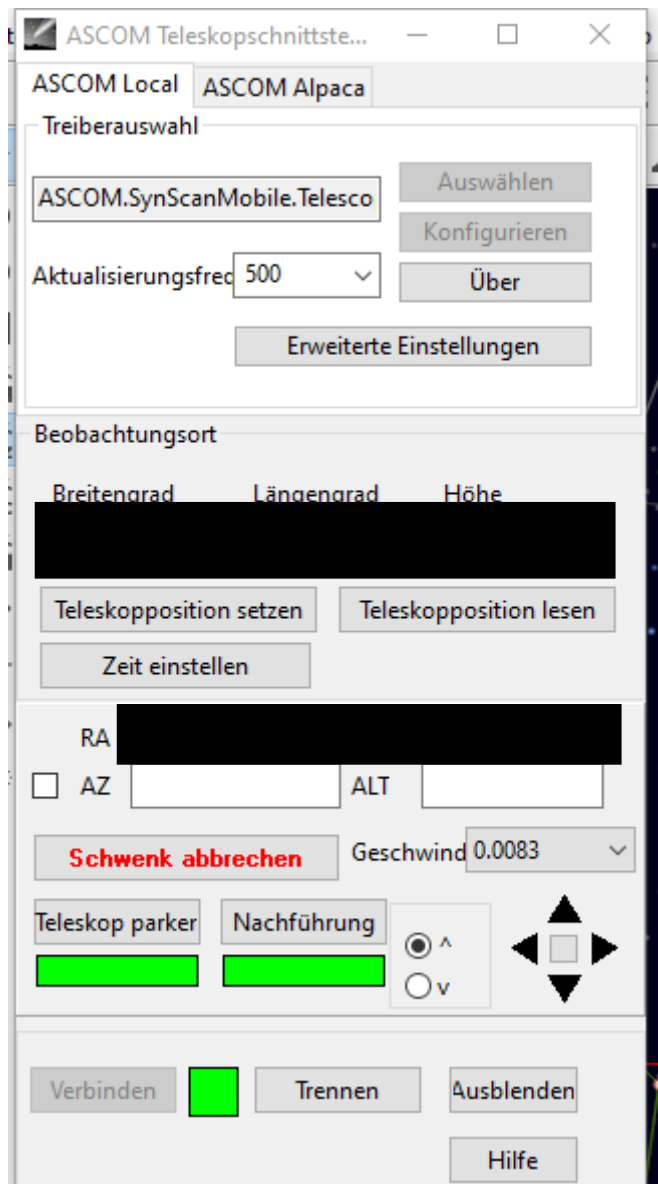 ASCOM Teleskopschnittste...
ASCOM Local ASCOM Alpaca
Treiberauswahl
ASCOM.SynScanMobile.Telesco
Auswählen
Konfigurieren
Aktualisierungsfreq 500
Über
Erweiterte Einstellungen
Beobachtungsort
Breitengrad Längengrad Höhe
Teleskopposition setzen Teleskopposition lesen
Zeit einstellen
RA
AZ ALT
Schwenk abbrechen Geschwind 0.0083
Teleskop parker Nachführung
^
v
Verbinden Trennen Ausblenden
Hilfe